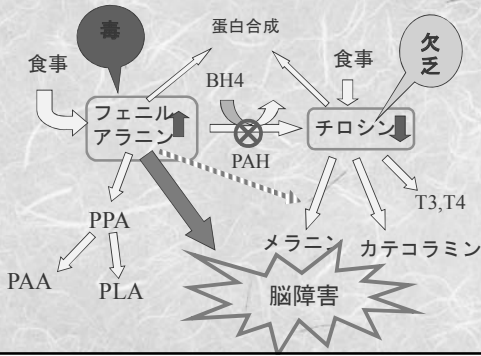 毒
蛋白合成
欠
乏
食事
食事
BH4
フェニル
アラニン
チロシン
PAH
T3,T4
PPA
メラニン
カテコラミン
PAA
PLA
脳障害